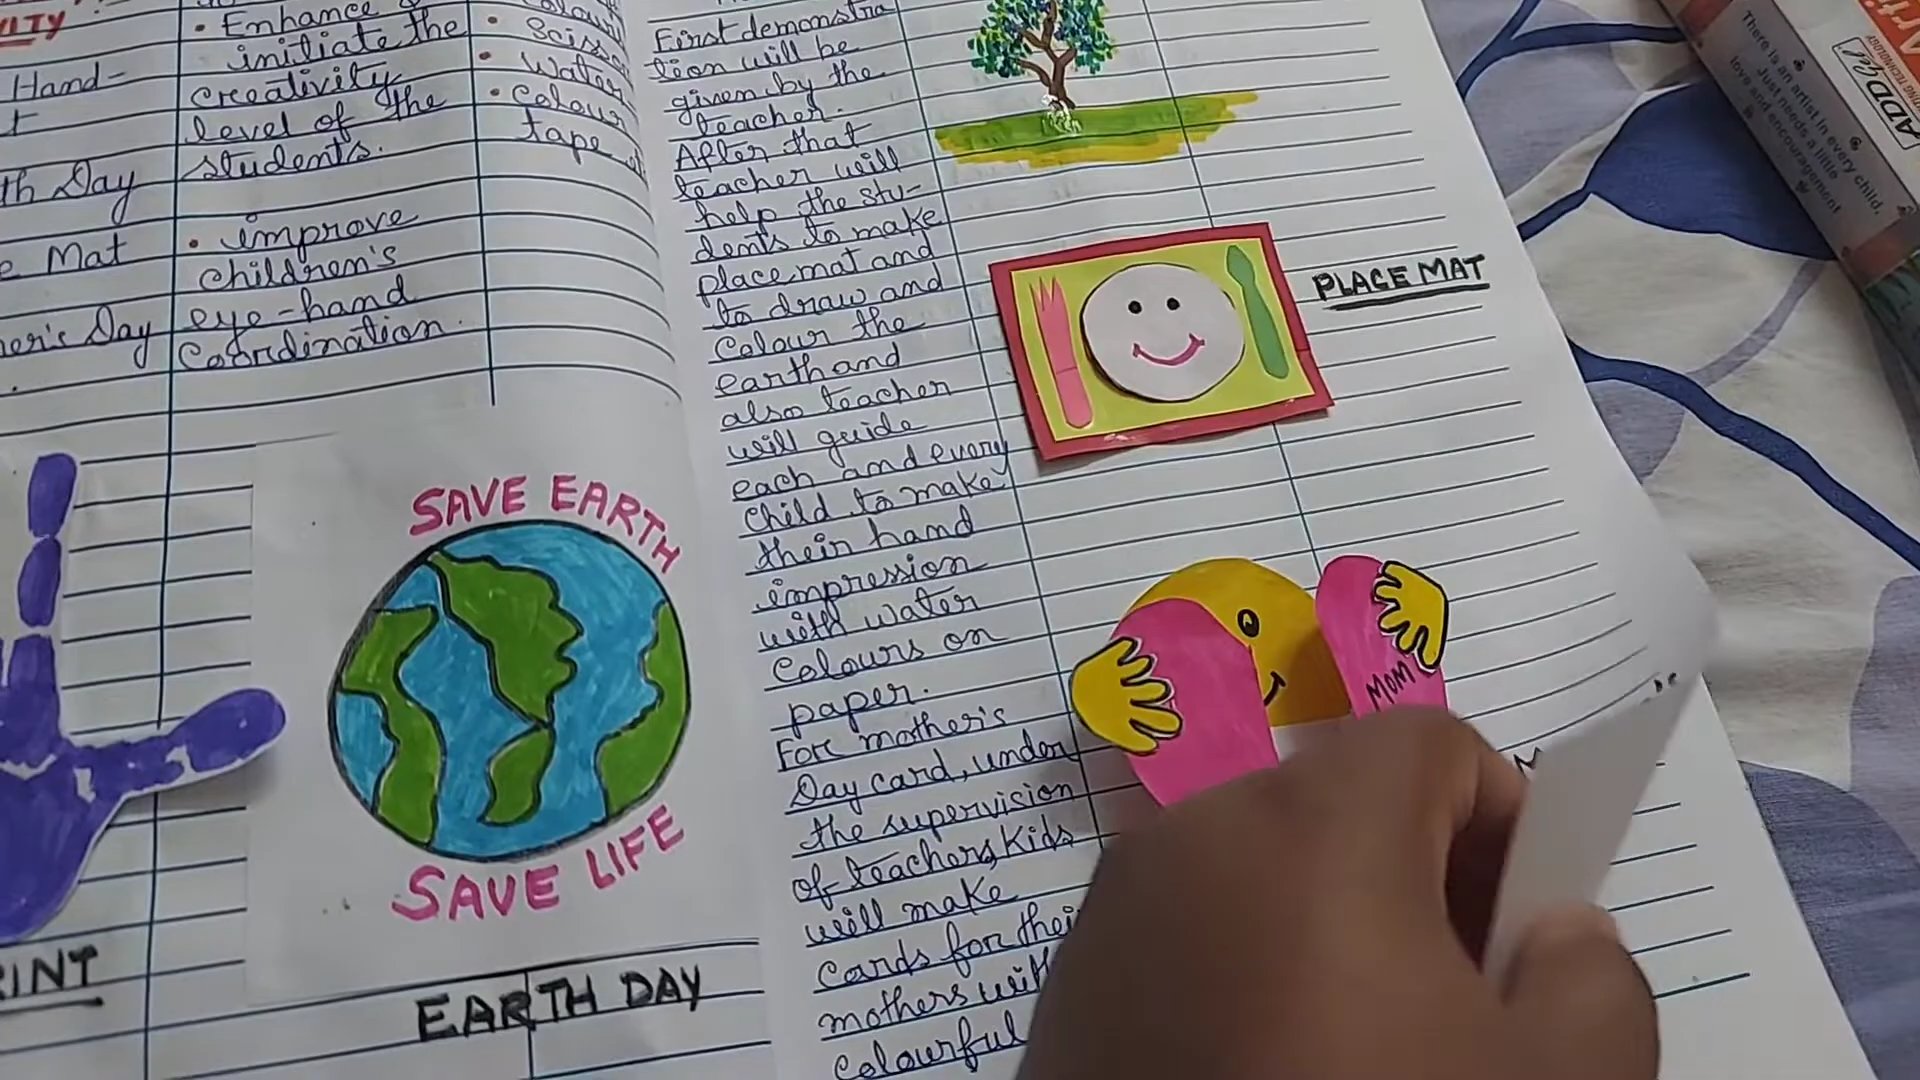 Hand-
th Day
Mat
Day
• Enhance
initiate the
creativity
level of the
students.
• improve
children's
eye-hand
coordination.
• Scisso
• Water
• Colour
tape
First demonstra
tion will be
given by the
teacher.
After that
teacher will
help the stu-
dents to make
place mat and
to draw and
colour the
earth and
also teacher
will guide
each and every
child to make
their hand
impression
with water
colours on
paper.
For mother's
Day card, under
the supervision
of teachers, Kids
will make
cards for thei
mothers with
colourful
PLACE MAT
MOM
SAVE EARTH
SAVE LIFE
EARTH DAY
INT
There is an artist in every child,
Just needs a little
love and encouragement
ADD gel